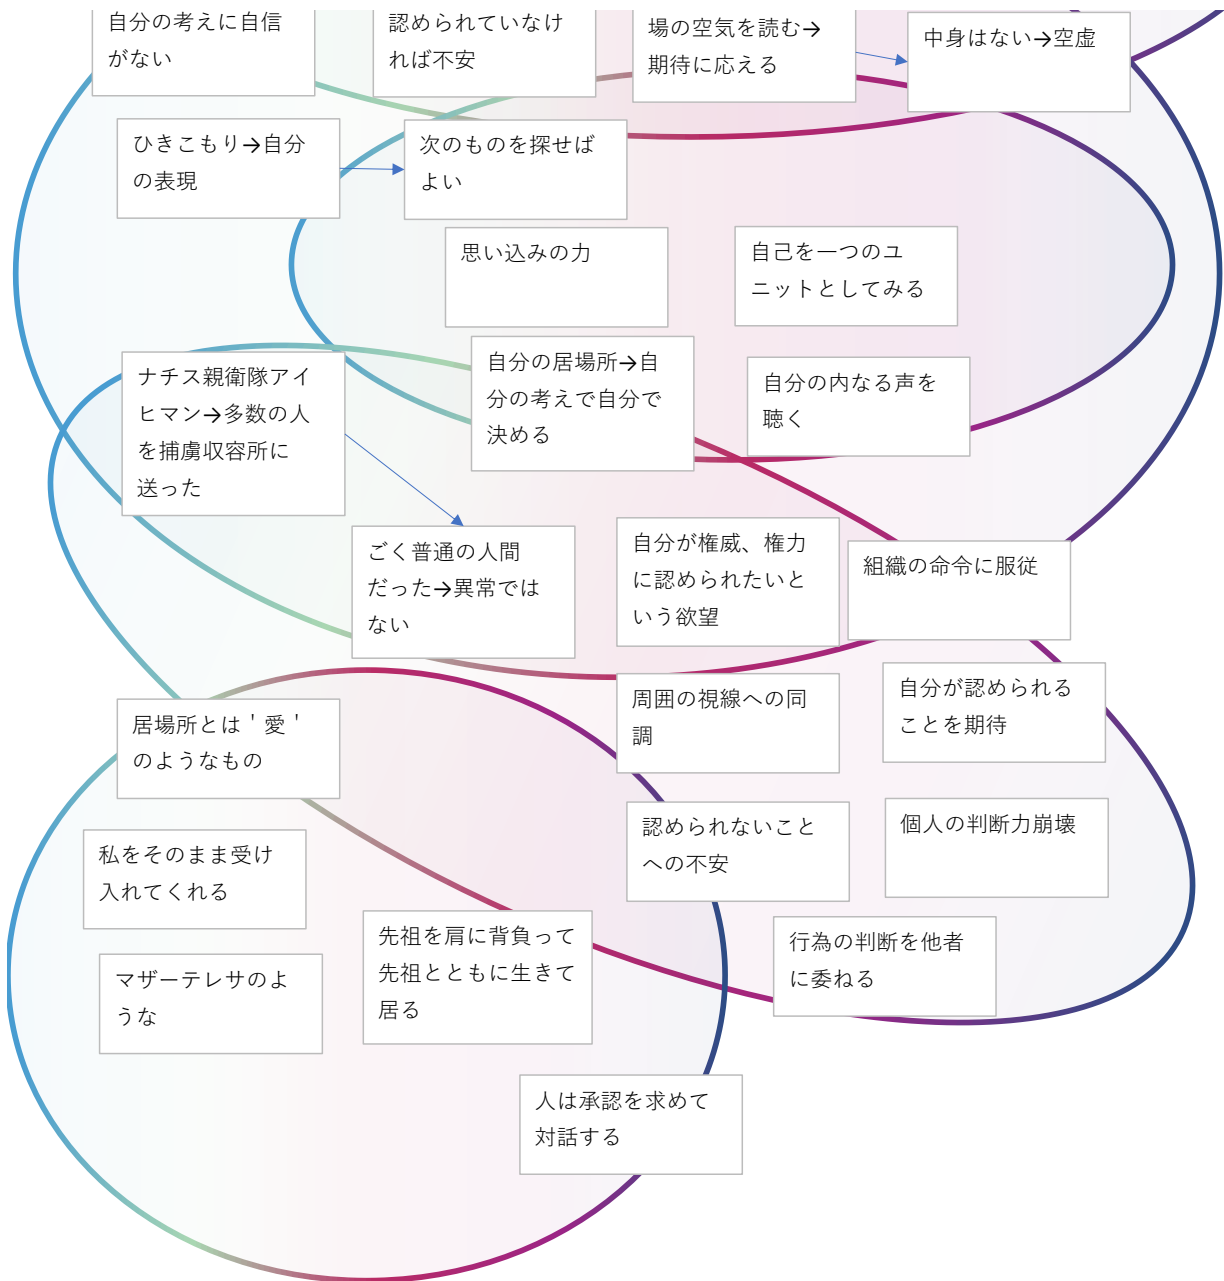 自分の考えに自信
がない
認められていなけ
れば不安
場の空気を読む→
期待に応える
中身はない→空虚
ひきこもり→自分
の表現
次のものを探せば
よい
思い込みの力
自己を一つのユ
ニットとしてみる
自分の居場所→自
分の考えで自分で
決める
自分の内なる声を
聴く
ナチス親衛隊アイ
ヒマン→多数の人
を捕虜収容所に
送った
ごく普通の人間
だった→異常では
ない
自分が権威、権力
に認められたいと
いう欲望
組織の命令に服従
周囲の視線への同
調
自分が認められる
ことを期待
居場所とは＇愛＇
のようなもの
認められないこと
への不安
個人の判断力崩壊
私をそのまま受け
入れてくれる
先祖を肩に背負って
先祖とともに生きて
居る
行為の判断を他者
に委ねる
マザーテレサのよ
うな
人は承認を求めて
対話する